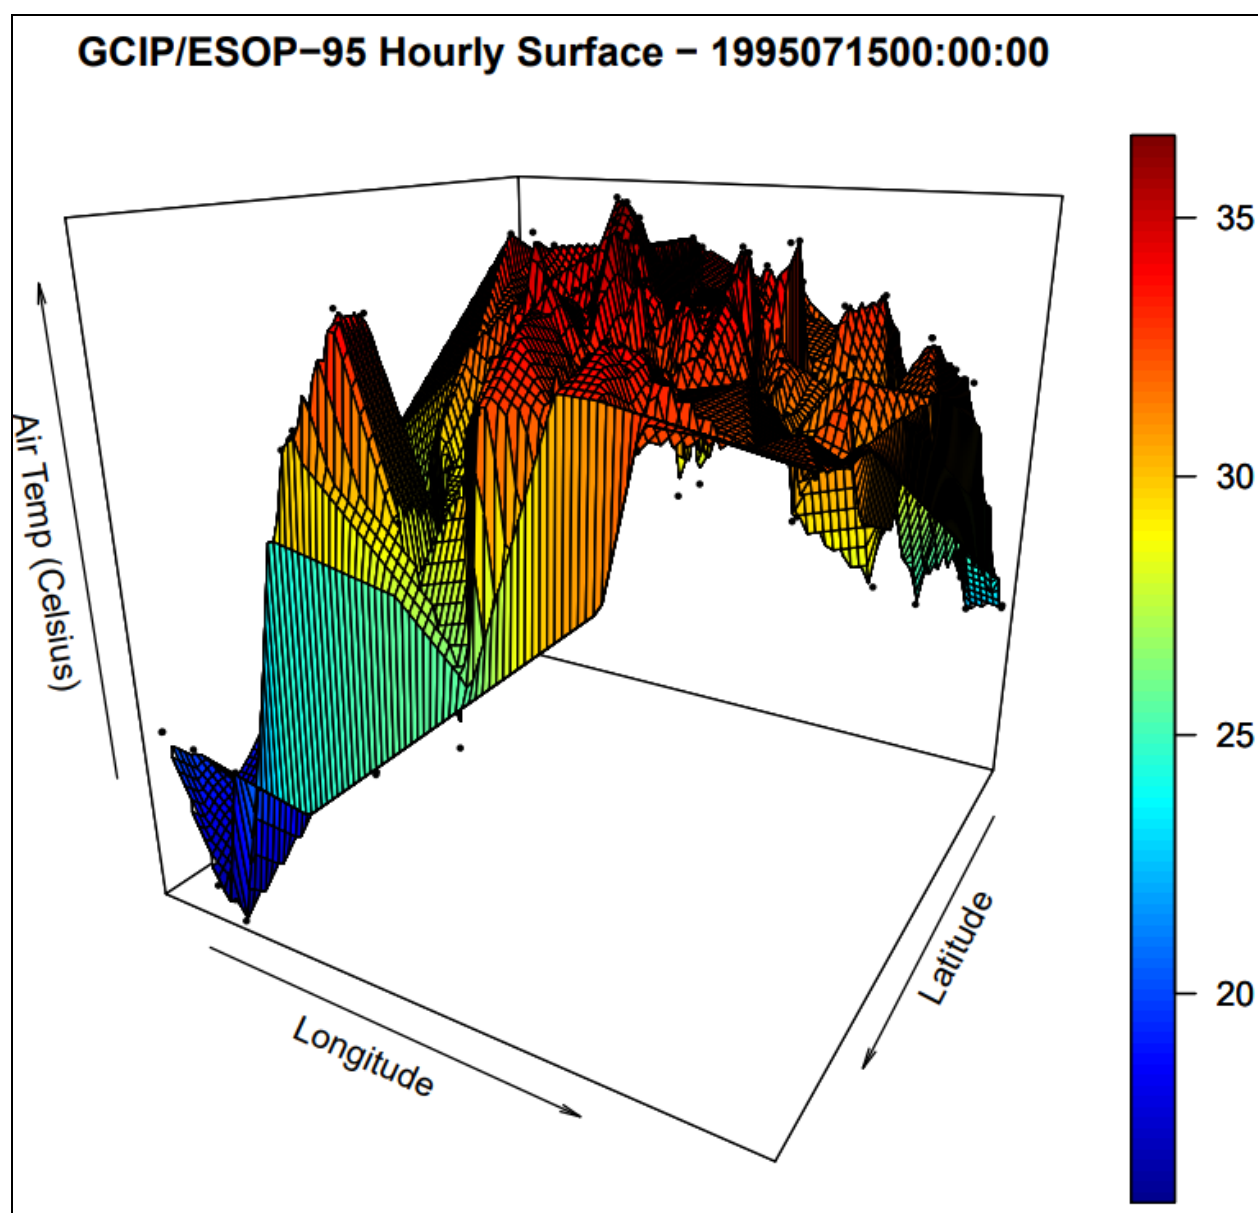 GCIP/ESOP−95 Hourly Surface − 1995071500:00:00
35
30
25
20
Air Temp (Celsius)
Longitude
Latitude